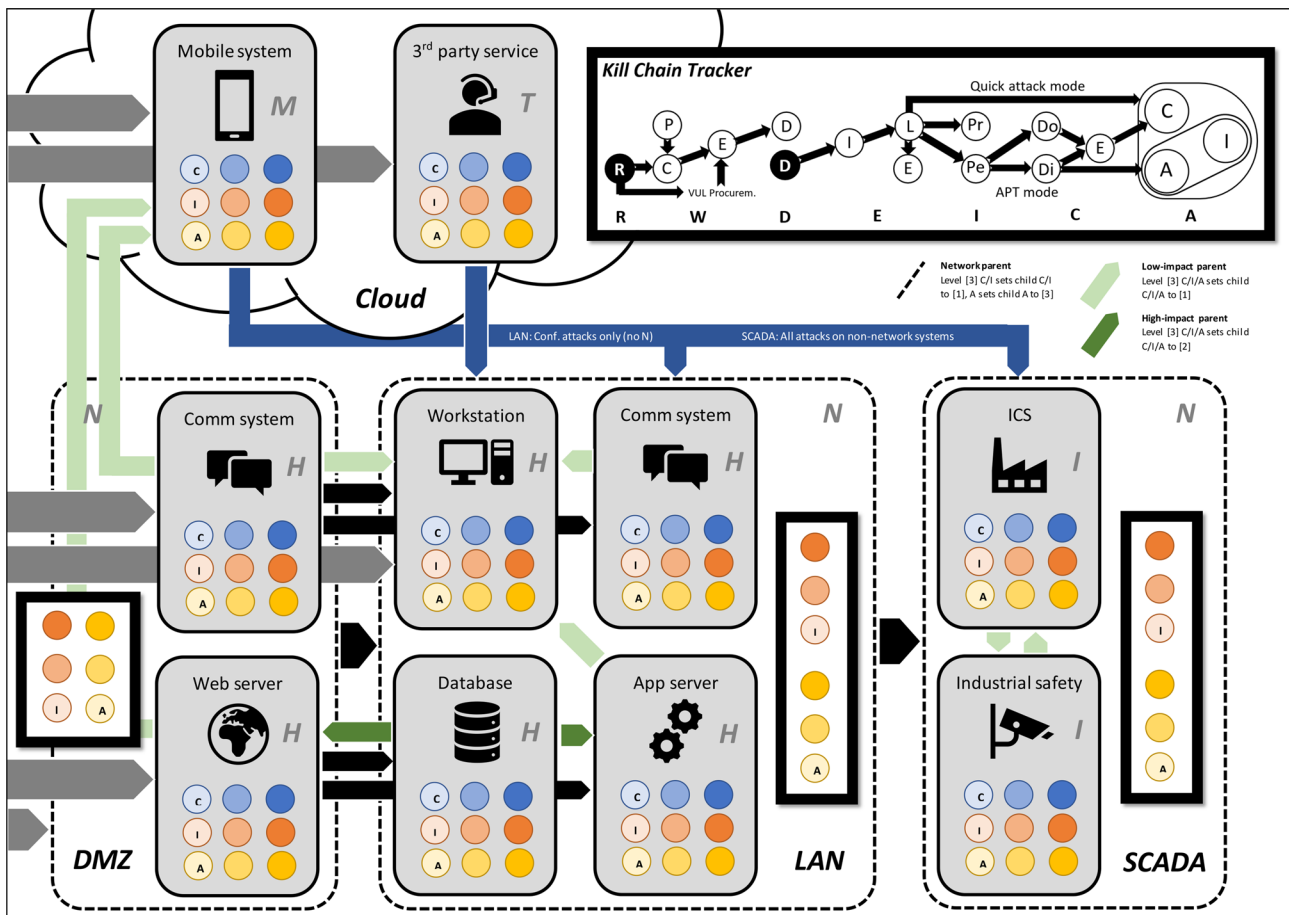 Mobile system
M
C
I
A
3rd party service
T
C
I
A
Cloud
Kill Chain Tracker
Quick attack mode
P
E
D
R
C
VUL Procurem.
D
I
L
Pr
E
Pe
Do
Di
E
APT mode
C
I
A
R W D E I C A
Network parent
Level [3] C/I sets child C/I
to [1], A sets child A to [3]
Low-impact parent
Level [3] C/I/A sets child
C/I/A to [1]
High-impact parent
Level [3] C/I/A sets child
C/I/A to [2]
LAN: Conf. attacks only (no N)
SCADA: All attacks on non-network systems
N
Comm system
H
C
I
A
Workstation
H
C
I
A
Comm system
H
C
I
A
N
I
A
ICS
I
C
I
A
N
I
A
I A
Web server
H
C
I
A
DMZ
Database
H
C
I
A
App server
H
C
I
A
LAN
Industrial safety
I
C
I
A
SCADA